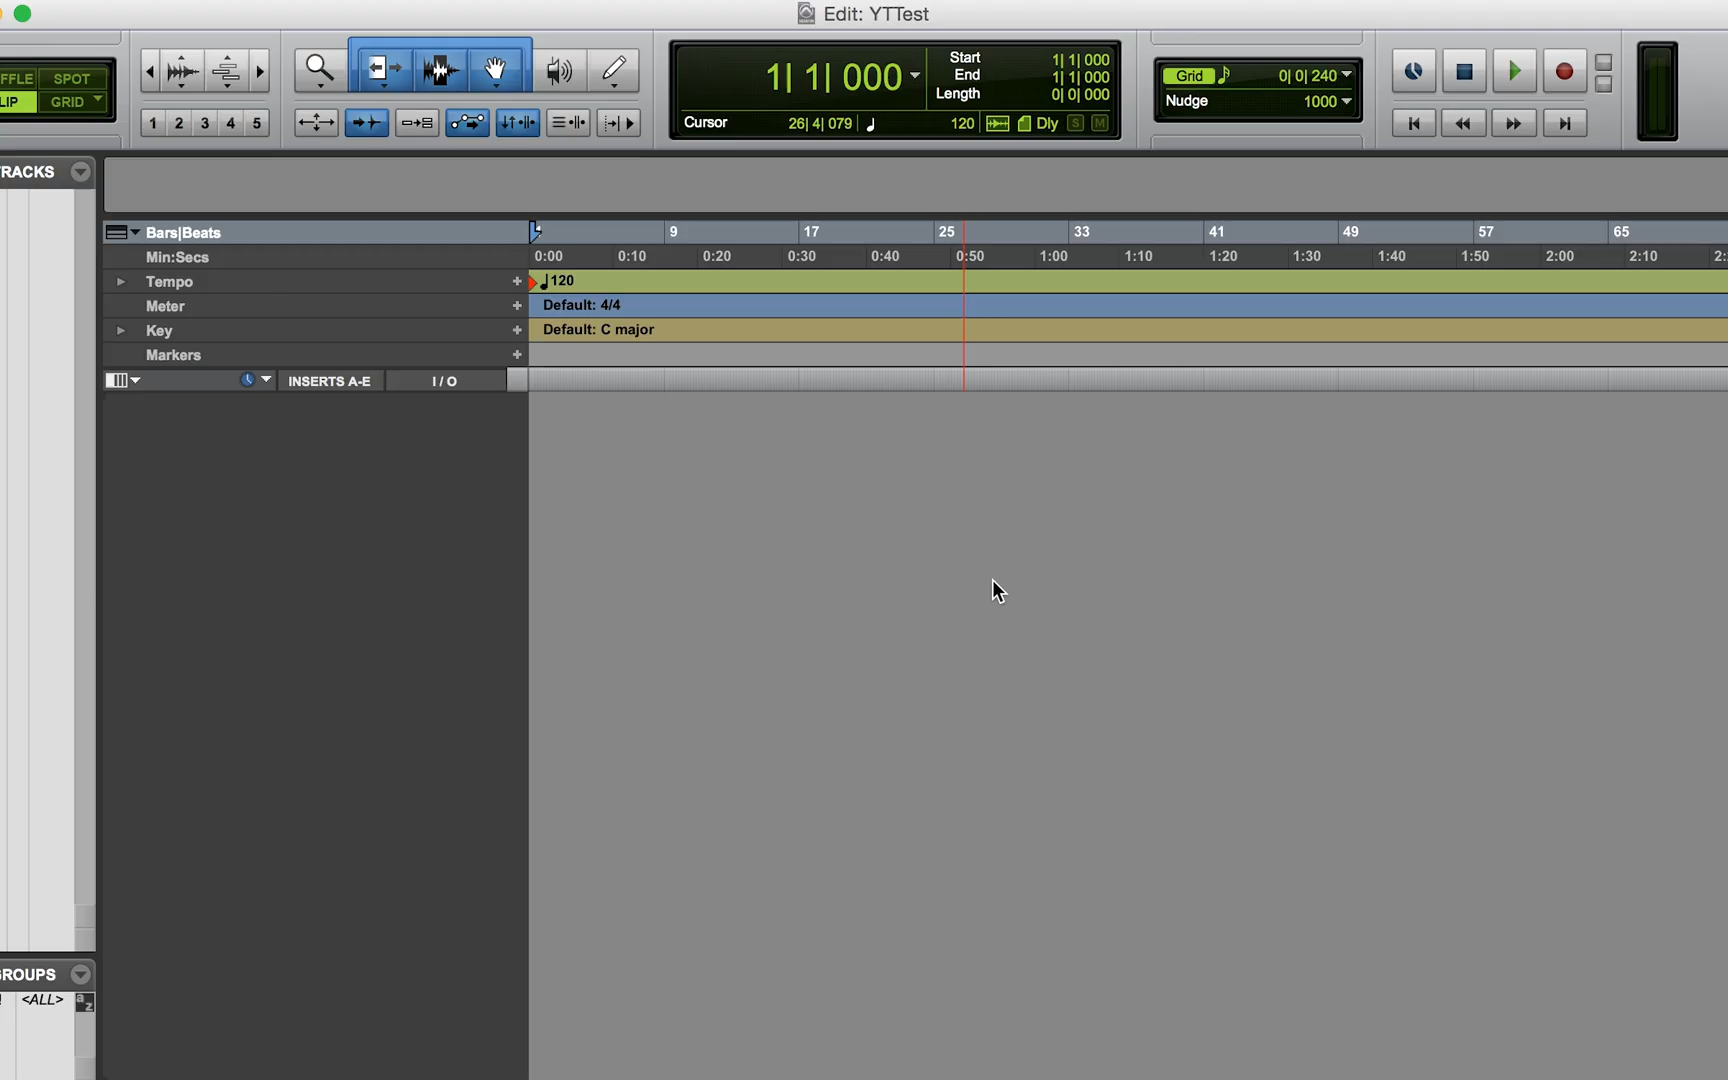 Edit: YTTest
FFLE SPOT
LIP GRID
1 2 3 4 5
1| 1| 000
Start 1| 1| 000
End 1| 1| 000
Length 0| 0| 000
Cursor 26| 4| 079 120 Dly S M
Grid 0| 0| 240
Nudge 1000
RACKS
Bars|Beats 9 17 25 33 41 49 57 65
Min:Secs 0:00 0:10 0:20 0:30 0:40 0:50 1:00 1:10 1:20 1:30 1:40 1:50 2:00 2:10 2:
Tempo + 120
Meter + Default: 4/4
Key + Default: C major
Markers +
INSERTS A-E I / O
GROUPS
<ALL> a z